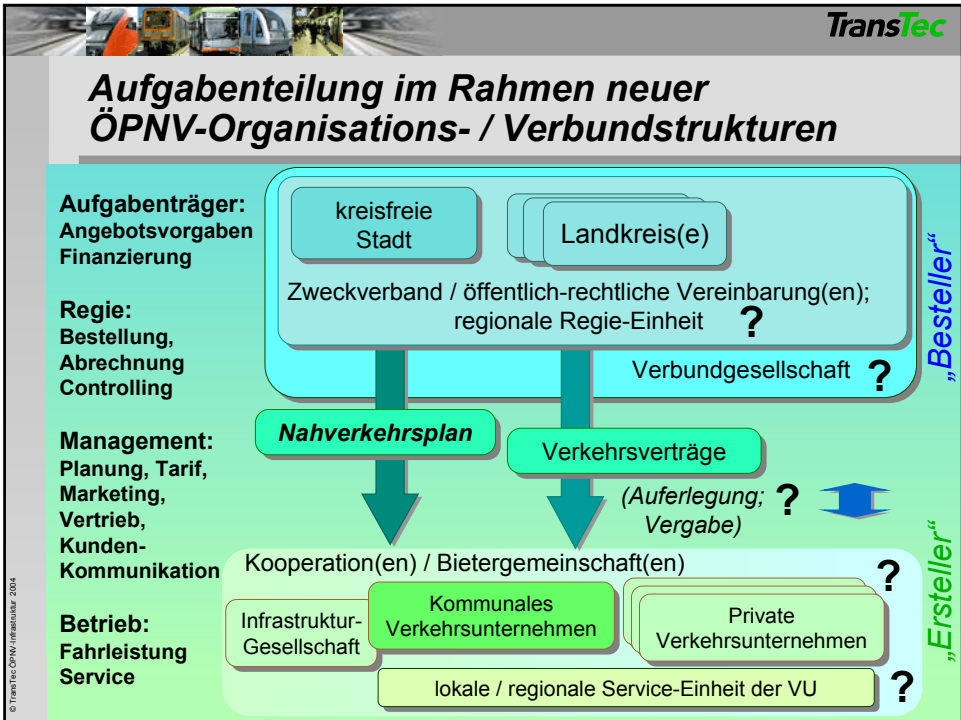 TransTec
Aufgabenteilung im Rahmen neuer
ÖPNV-Organisations- / Verbundstrukturen
Aufgabenträger:
Angebotsvorgaben
Finanzierung
Regie:
Bestellung,
Abrechnung
Controlling
Management:
Planung, Tarif,
Marketing,
Vertrieb,
Kunden-
Kommunikation
Betrieb:
Fahrleistung
Service
kreisfreie
Stadt
Landkreis(e)
Zweckverband / öffentlich-rechtliche Vereinbarung(en);
regionale Regie-Einheit ?
Verbundgesellschaft ?
„Besteller“
Nahverkehrsplan
Verkehrsverträge
(Auferlegung;
Vergabe) ?
Kooperation(en) / Bietergemeinschaft(en)
?
Infrastruktur-
Gesellschaft
Kommunales
Verkehrsunternehmen
Private
Verkehrsunternehmen
lokale / regionale Service-Einheit der VU ?
„Ersteller“
© TransTec ÖPNV-Infrastruktur 2004